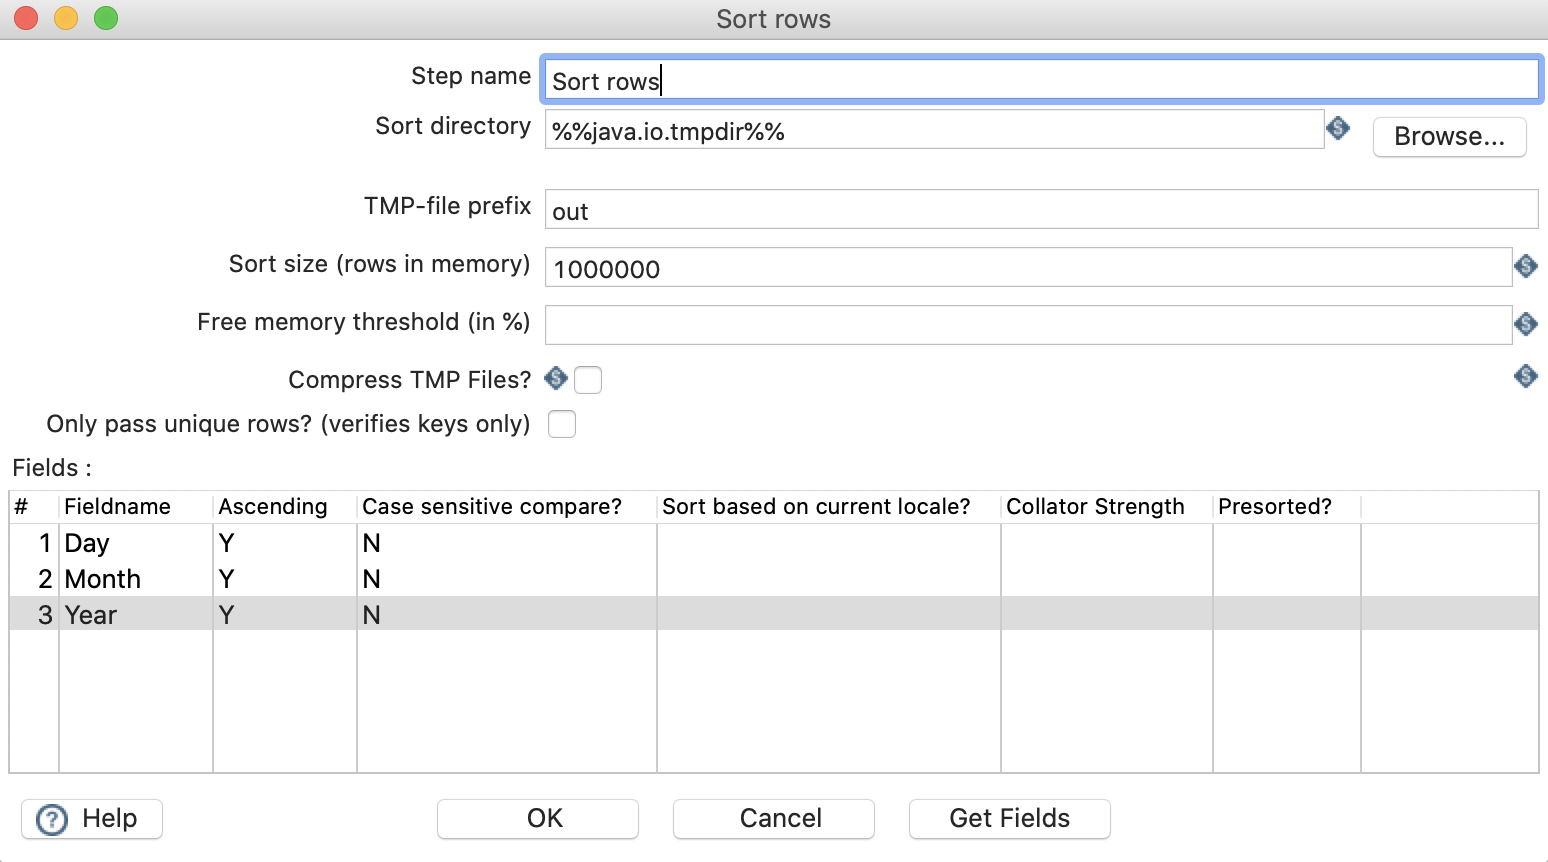 Sort rows
Step name Sort rows
Sort directory %%java.io.tmpdir%% Browse...
TMP-file prefix out
Sort size (rows in memory) 1000000
Free memory threshold (in %)
Compress TMP Files?
Only pass unique rows? (verifies keys only)
Fields :
# Fieldname Ascending Case sensitive compare? Sort based on current locale? Collator Strength Presorted?
1 Day Y N
2 Month Y N
3 Year Y N
? Help OK Cancel Get Fields